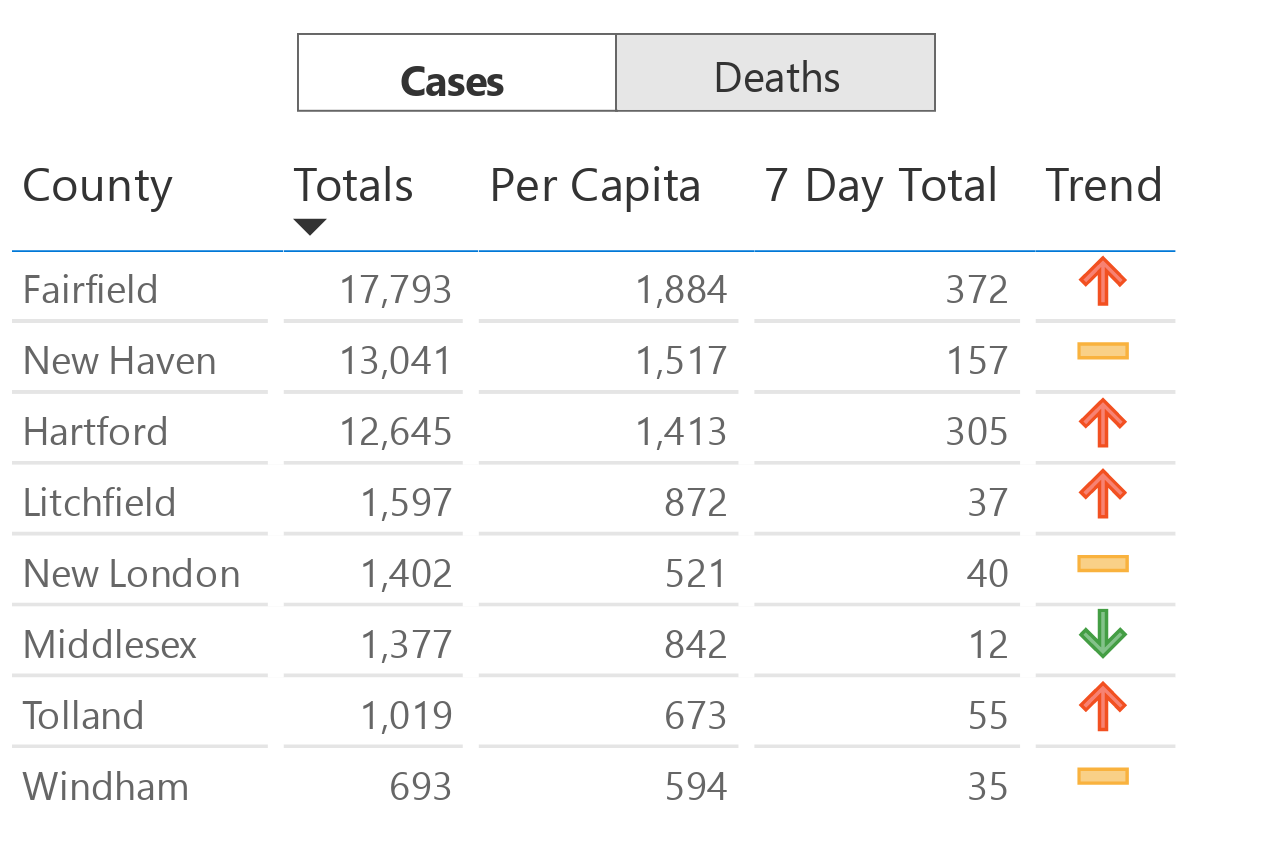 Cases Deaths
County Totals Per Capita 7 Day Total Trend
Fairfield 17,793 1,884 372
New Haven 13,041 1,517 157
Hartford 12,645 1,413 305
Litchfield 1,597 872 37
New London 1,402 521 40
Middlesex 1,377 842 12
Tolland 1,019 673 55
Windham 693 594 35